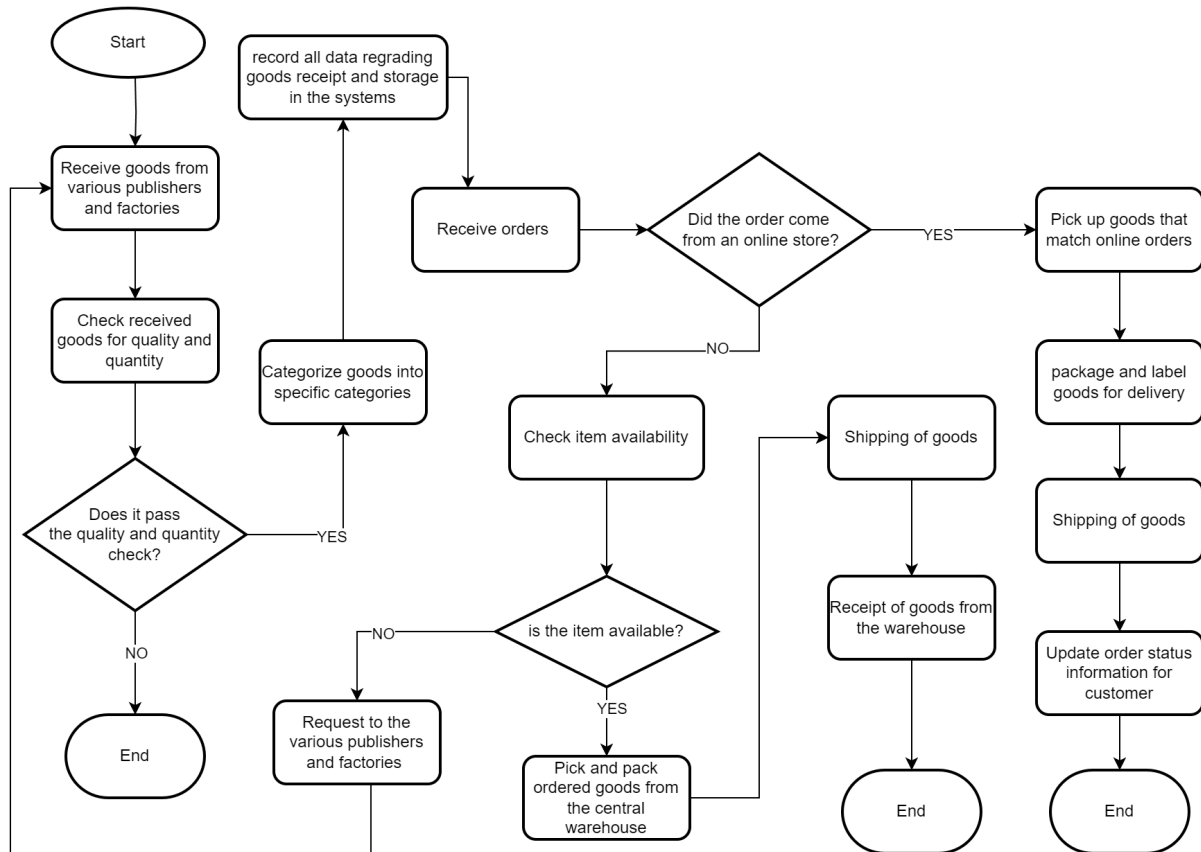 Start
Receive goods from
various publishers
and factories
Check received
goods for quality and
quantity
Does it pass
the quality and quantity
check?
NO
End
YES
Categorize goods into
specific categories
record all data regrading
goods receipt and storage
in the systems
Receive orders
Did the order come
from an online store?
YES
Pick up goods that
match online orders
package and label
goods for delivery
Shipping of goods
Update order status
information for
customer
End
NO
Check item availability
is the item available?
NO
Request to the
various publishers
and factories
YES
Pick and pack
ordered goods from
the central
warehouse
Shipping of goods
Receipt of goods from
the warehouse
End